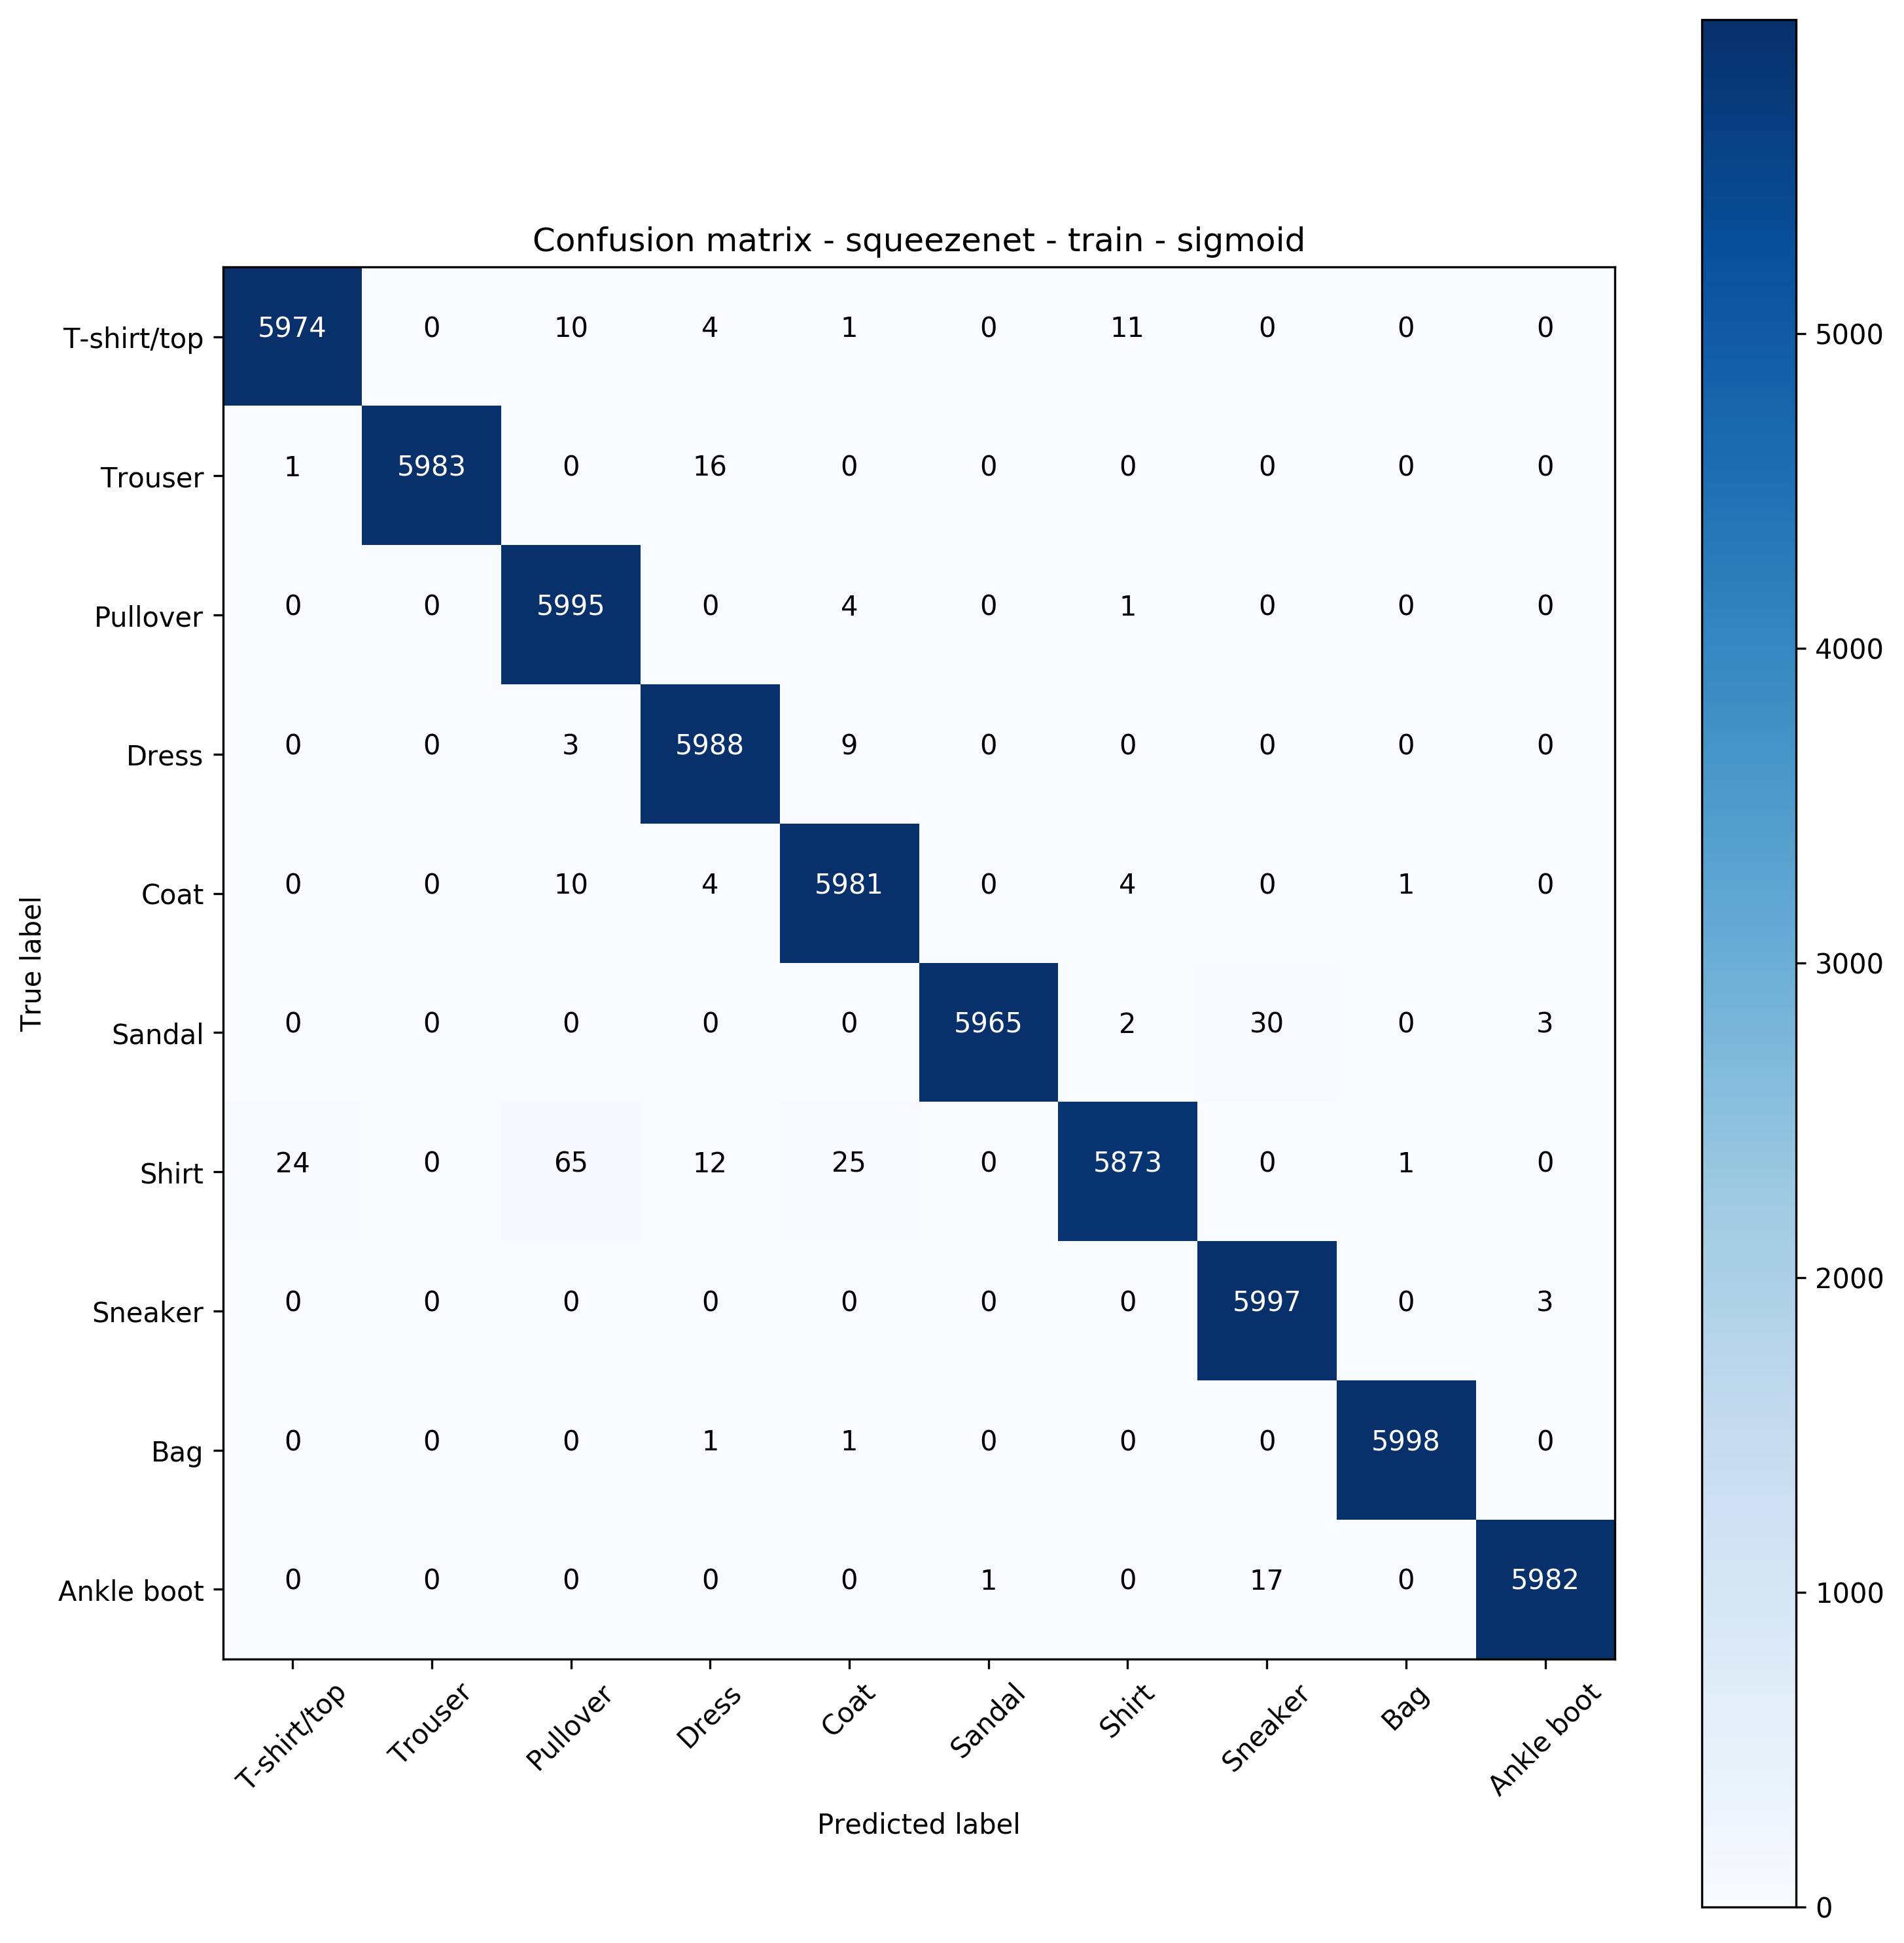 Confusion matrix - squeezenet - train - sigmoid
T-shirt/top 5974 0 10 4 1 0 11 0 0 0
Trouser 1 5983 0 16 0 0 0 0 0 0
Pullover 0 0 5995 0 4 0 1 0 0 0
Dress 0 0 3 5988 9 0 0 0 0 0
Coat 0 0 10 4 5981 0 4 0 1 0
Sandal 0 0 0 0 0 5965 2 30 0 3
Shirt 24 0 65 12 25 0 5873 0 1 0
Sneaker 0 0 0 0 0 0 0 5997 0 3
Bag 0 0 0 1 1 0 0 0 5998 0
Ankle boot 0 0 0 0 0 1 0 17 0 5982
True label
T-shirt/top Trouser Pullover Dress Coat Sandal Shirt Sneaker Bag Ankle boot
Predicted label
5000
4000
3000
2000
1000
0